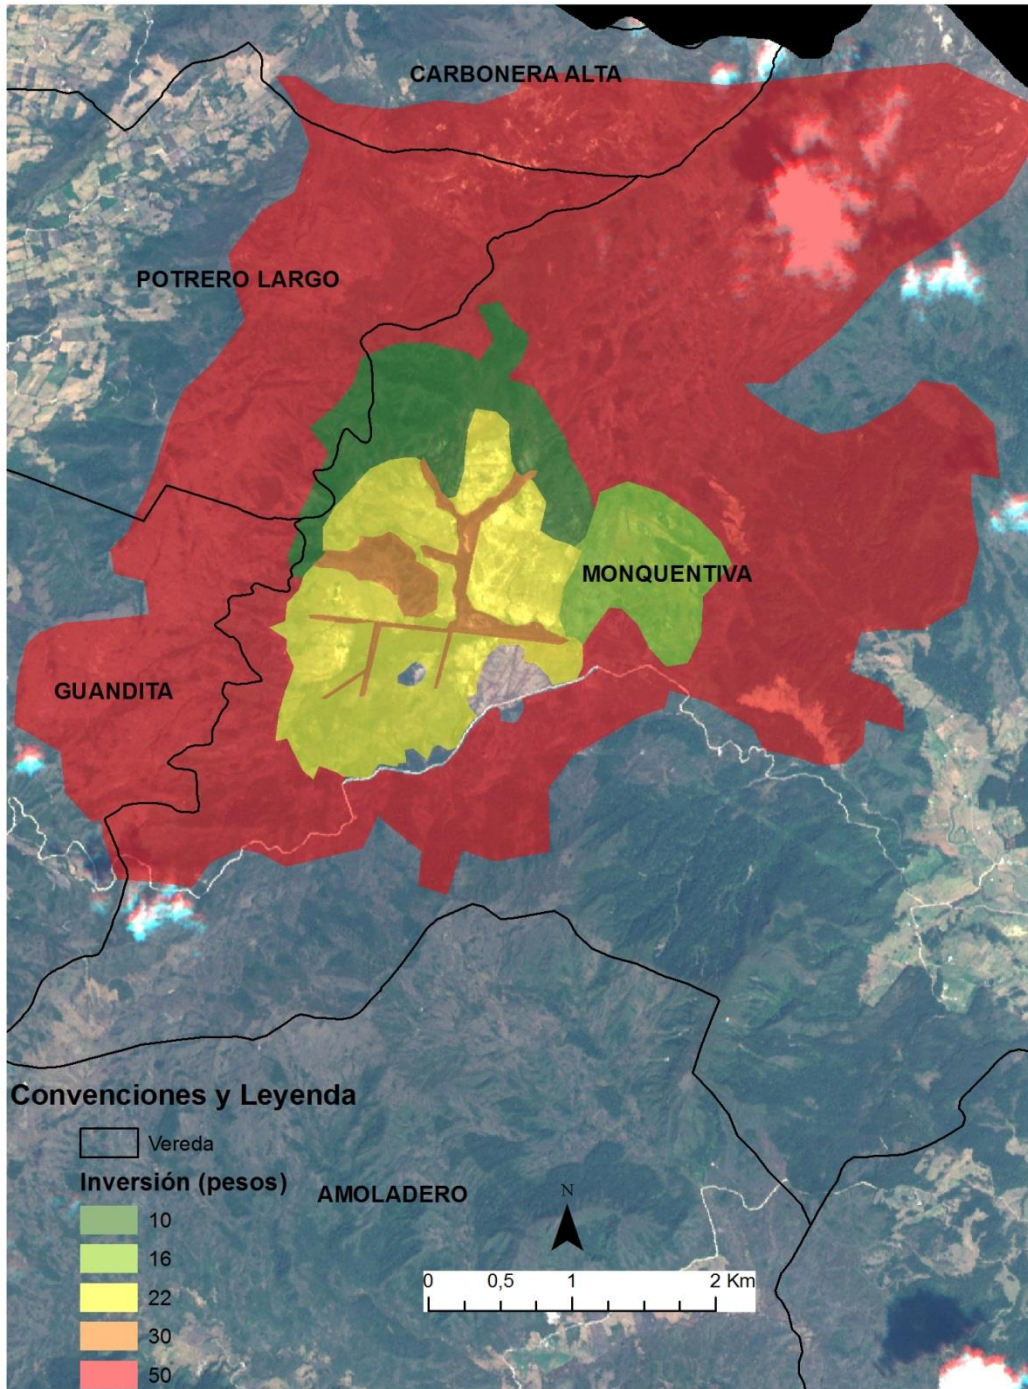 CARBONERA ALTA
POTRERO LARGO
MONQUENTIVA
GUANDITA
Convenciones y Leyenda
Vereda
Inversión (pesos)
10
16
22
30
50
AMOLADERO
N
0 0,5 1 2 Km